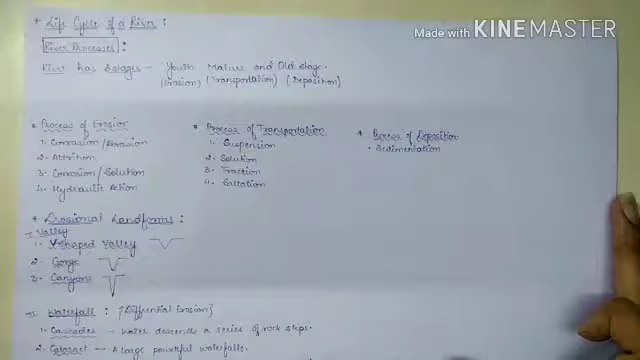 Made with KINEMASTER
* Life Cycle of a River :
River Processes :
River has 3 stages - Youth Mature and Old Stage.
(Erosion) (Transportation) (Deposition)
* Process of Erosion
1. Corrasion/Abrasion
2. Attrition
3. Corrosion/Solution
4. Hydraulic Action
* Process of Transportation
1. Suspension
2. Solution
3. Traction
4. Saltation
* Process of Deposition
• Sedimentation
* Erosional Landforms :
I Valley
1. V shaped Valley
2. Gorge
3. Canyons
II Waterfall : {Differential Erosion}
1. Cascades - Water descends a series of rock steps.
2. Cataract - A large powerful waterfalls.